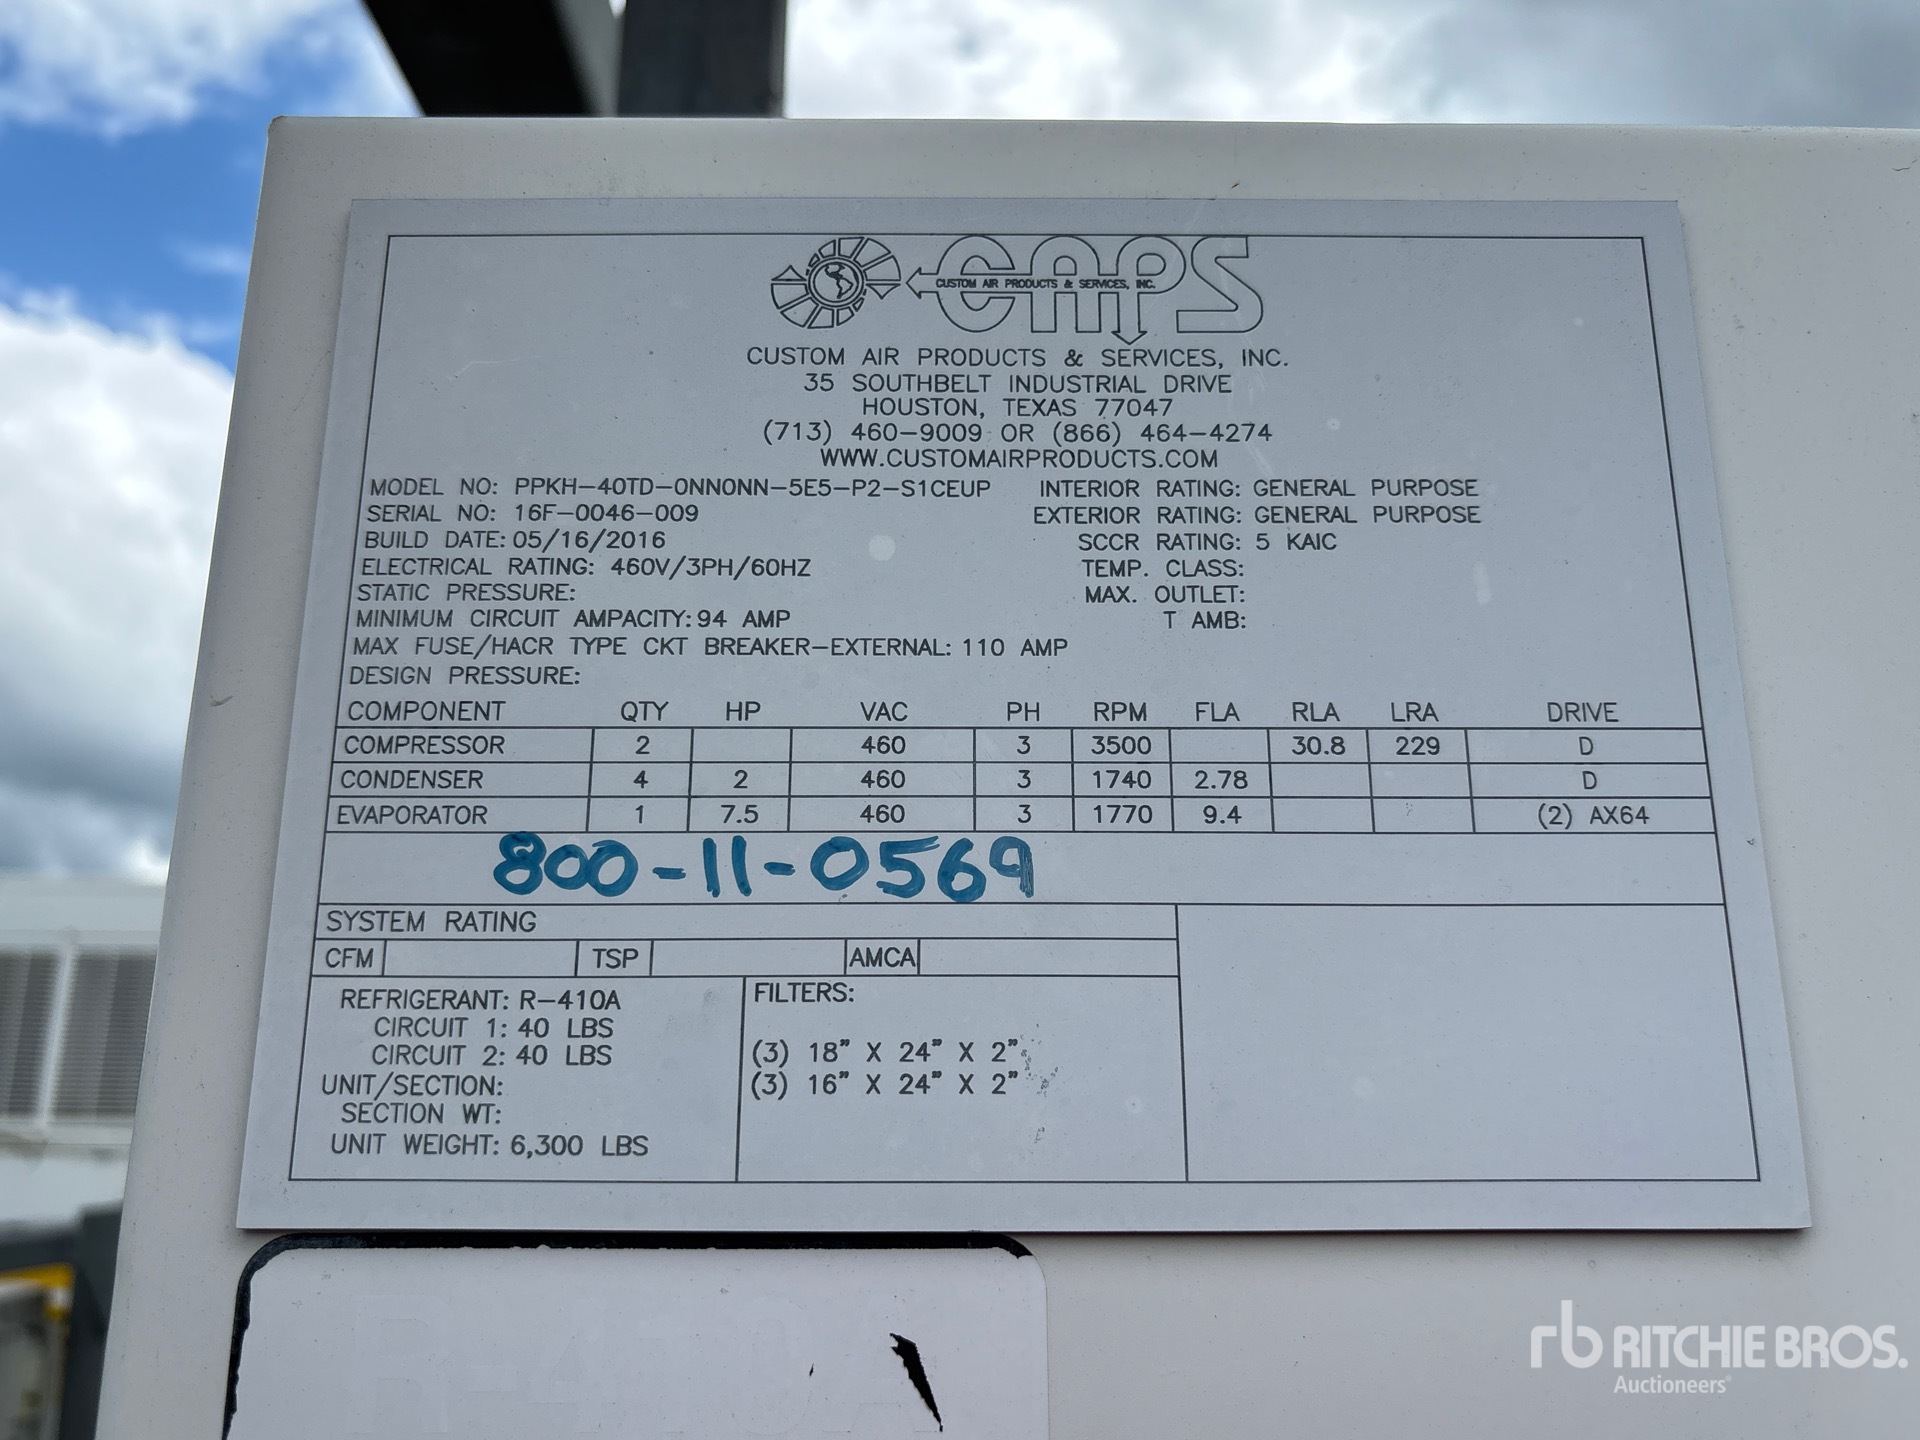 CAPS
CUSTOM AIR PRODUCTS & SERVICES, INC.
CUSTOM AIR PRODUCTS & SERVICES, INC.
35 SOUTHBELT INDUSTRIAL DRIVE
HOUSTON, TEXAS 77047
(713) 460-9009 OR (866) 464-4274
WWW.CUSTOMAIRPRODUCTS.COM
MODEL NO: PPKH-40TD-0NN0NN-5E5-P2-S1CEUP INTERIOR RATING: GENERAL PURPOSE
SERIAL NO: 16F-0046-009 EXTERIOR RATING: GENERAL PURPOSE
BUILD DATE: 05/16/2016 SCCR RATING: 5 KAIC
ELECTRICAL RATING: 460V/3PH/60HZ TEMP. CLASS:
STATIC PRESSURE: MAX. OUTLET:
MINIMUM CIRCUIT AMPACITY: 94 AMP T AMB:
MAX FUSE/HACR TYPE CKT BREAKER-EXTERNAL: 110 AMP
DESIGN PRESSURE:
COMPONENT QTY HP VAC PH RPM FLA RLA LRA DRIVE
COMPRESSOR 2 460 3 3500 30.8 229 D
CONDENSER 4 2 460 3 1740 2.78 D
EVAPORATOR 1 7.5 460 3 1770 9.4 (2) AX64
800-11-0569
SYSTEM RATING
CFM TSP AMCA
REFRIGERANT: R-410A
CIRCUIT 1: 40 LBS
CIRCUIT 2: 40 LBS
UNIT/SECTION:
SECTION WT:
UNIT WEIGHT: 6,300 LBS
FILTERS:
(3) 18" X 24" X 2"
(3) 16" X 24" X 2"
R-410A
rb RITCHIE BROS.
Auctioneers